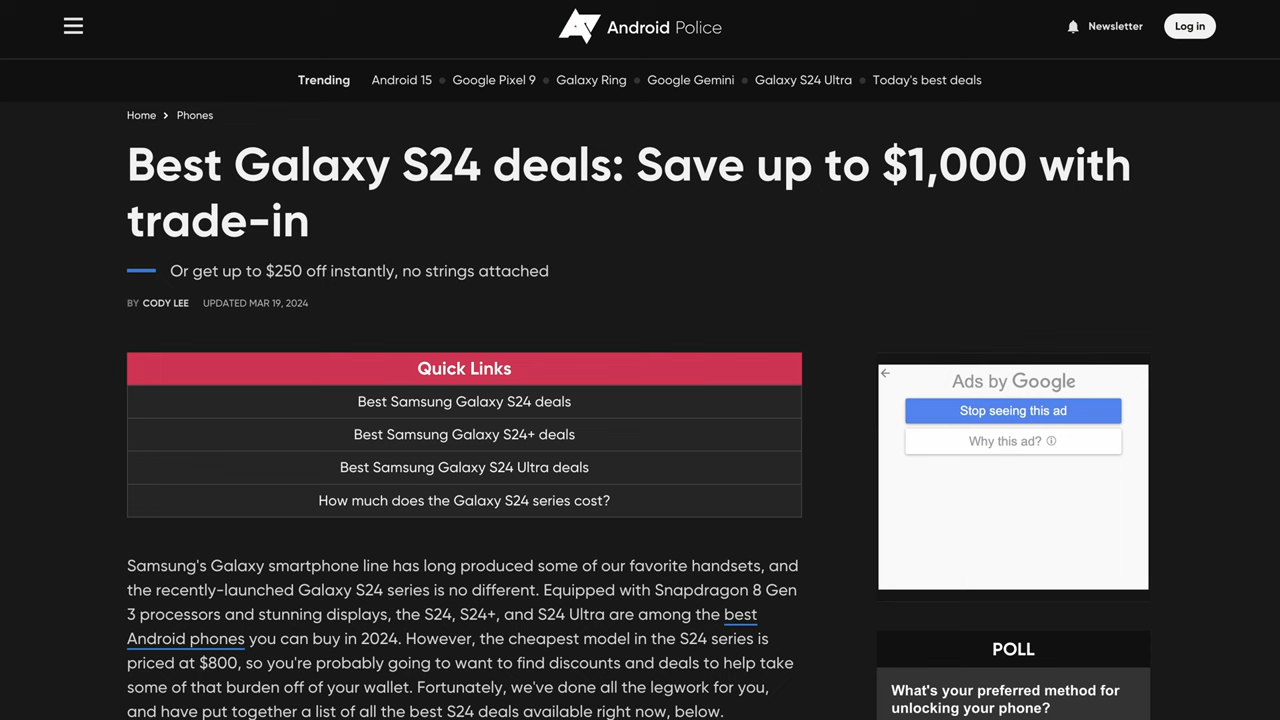 Android Police
Newsletter
Log in
Trending
Android 15
Google Pixel 9
Galaxy Ring
Google Gemini
Galaxy S24 Ultra
Today's best deals
Home
Phones
Best Galaxy S24 deals: Save up to $1,000 with
trade-in
Or get up to $250 off instantly, no strings attached
BY CODY LEE UPDATED MAR 19, 2024
Quick Links
Best Samsung Galaxy S24 deals
Best Samsung Galaxy S24+ deals
Best Samsung Galaxy S24 Ultra deals
How much does the Galaxy S24 series cost?
Samsung's Galaxy smartphone line has long produced some of our favorite handsets, and
the recently-launched Galaxy S24 series is no different. Equipped with Snapdragon 8 Gen
3 processors and stunning displays, the S24, S24+, and S24 Ultra are among the best
Android phones you can buy in 2024. However, the cheapest model in the S24 series is
priced at $800, so you're probably going to want to find discounts and deals to help take
some of that burden off of your wallet. Fortunately, we've done all the legwork for you,
and have put together a list of all the best S24 deals available right now, below.
Ads by Google
Stop seeing this ad
Why this ad?
POLL
What's your preferred method for
unlocking your phone?